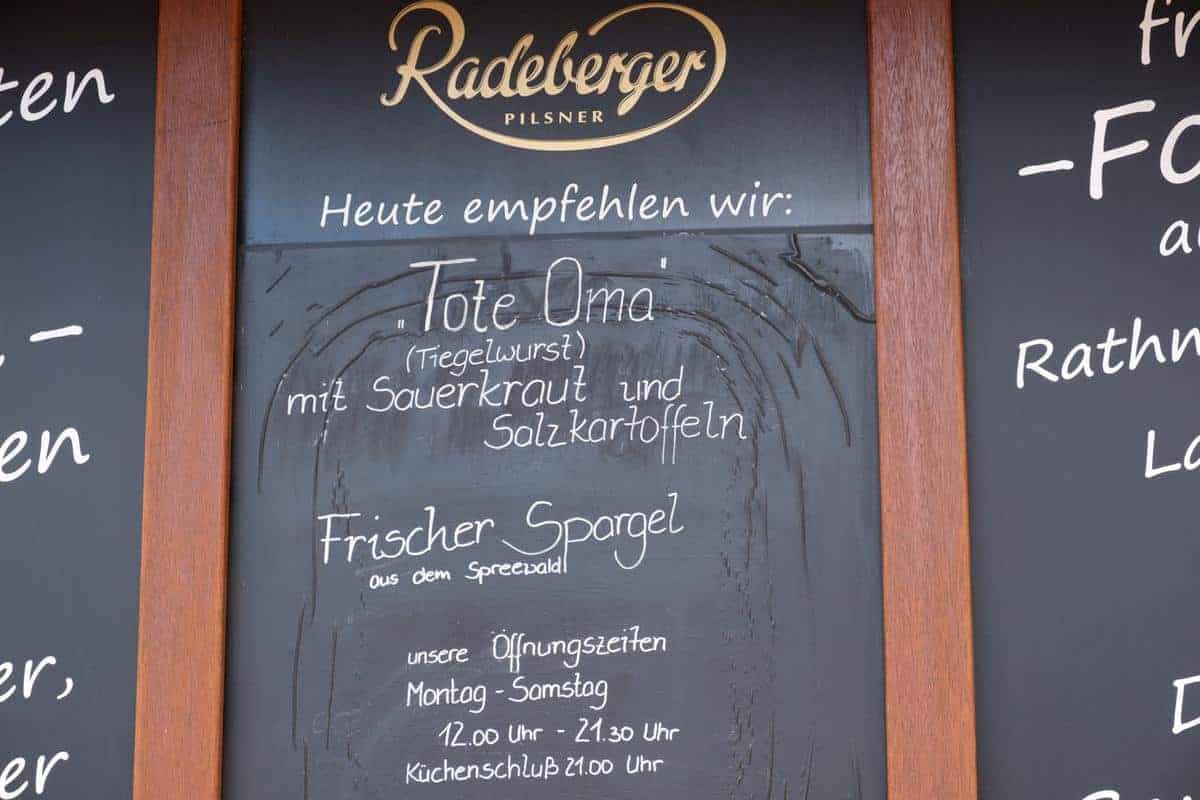 Radeberger
PILSNER
Heute empfehlen wir:
„Tote Oma"
(Tiegelwurst)
mit Sauerkraut und
Salzkartoffeln
Frischer Spargel
aus dem Spreewald
unsere Öffnungszeiten
Montag - Samstag
12.00 Uhr - 21.30 Uhr
Küchenschluß 21.00 Uhr